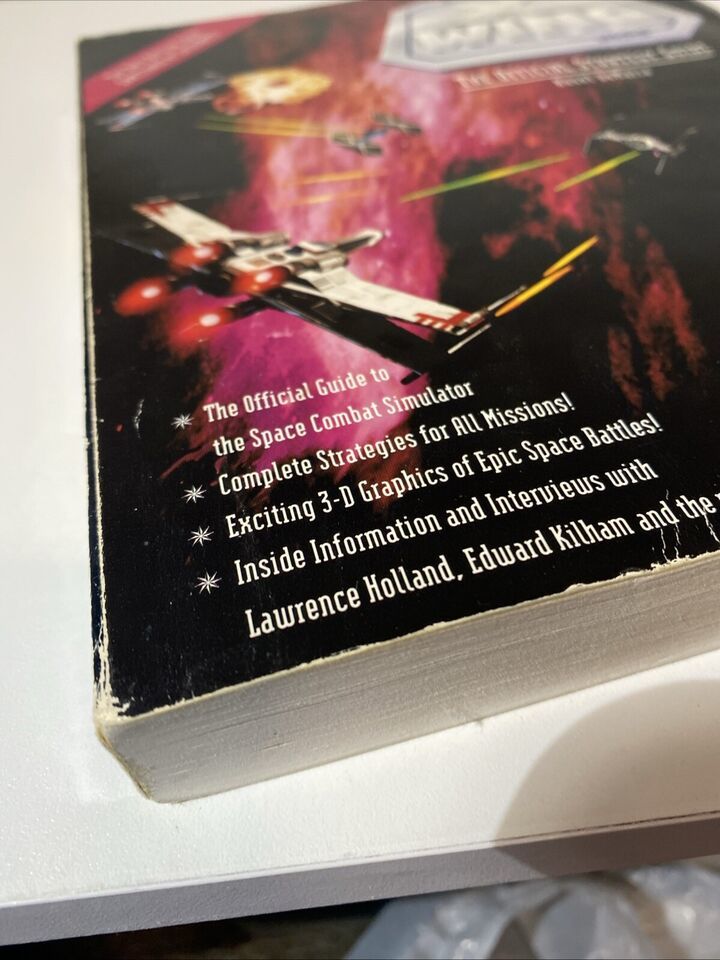 The Official Guide to
the Space Combat Simulator
Complete Strategies for All Missions!
Exciting 3-D Graphics of Epic Space Battles!
Inside Information and Interviews with
Lawrence Holland, Edward Kilham and the